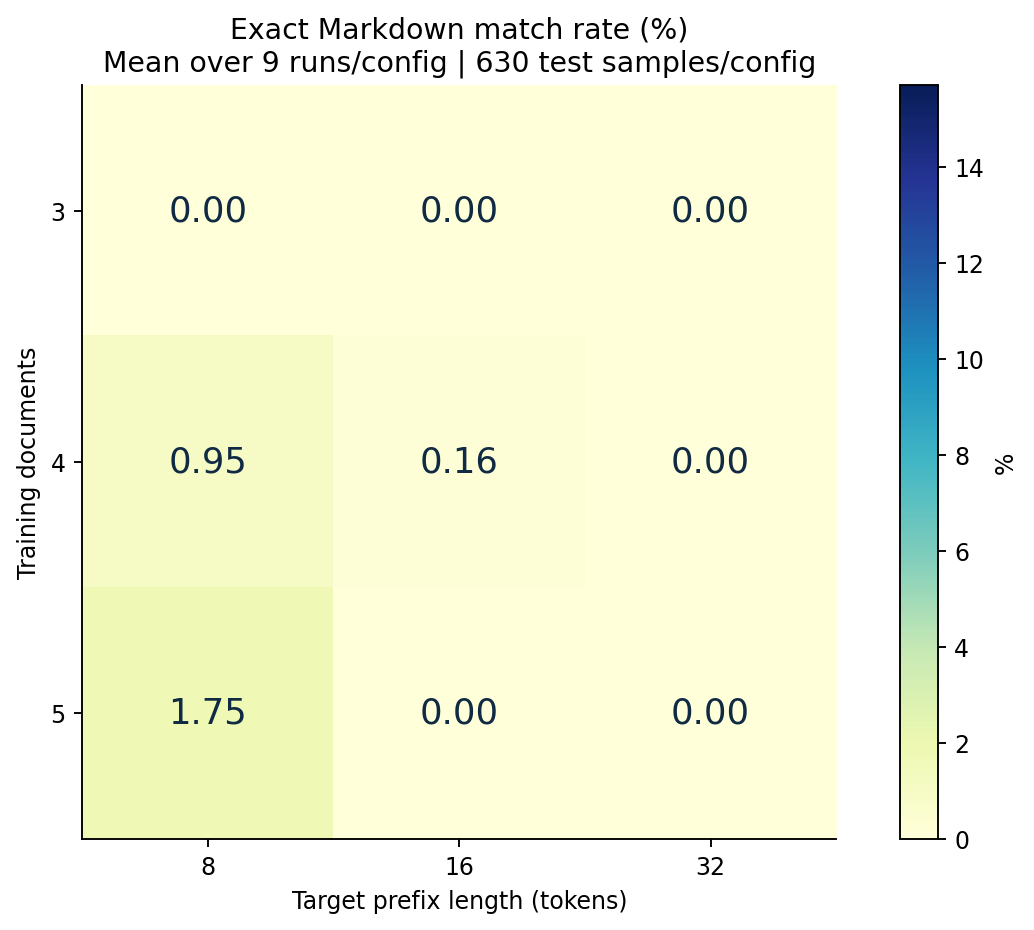 Exact Markdown match rate (%)
Mean over 9 runs/config | 630 test samples/config
Training documents
3
0.00 0.00 0.00
4
0.95 0.16 0.00
5
1.75 0.00 0.00
8 16 32
Target prefix length (tokens)
14
12
10
8
6
4
2
0
%